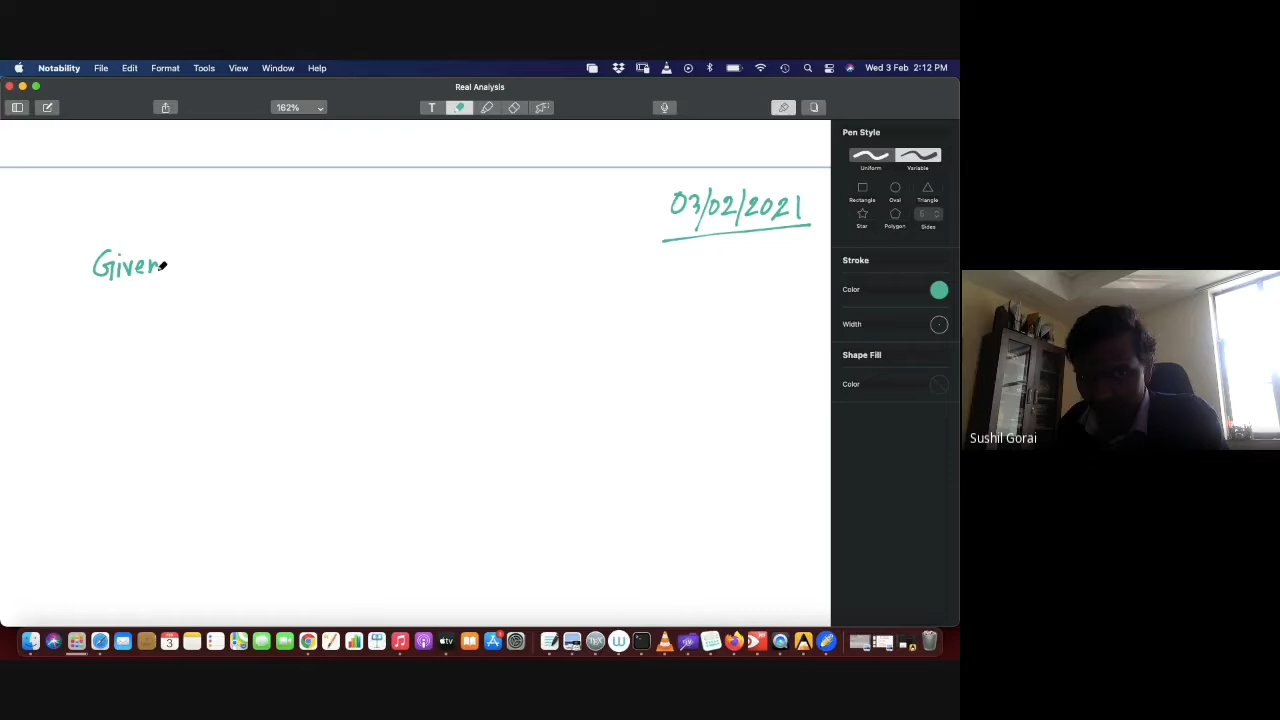 Notability File Edit Format Tools View Window Help Wed 3 Feb 2:12 PM
Real Analysis
162% T
Pen Style
Uniform Variable
Rectangle Oval Triangle
5
Star Polygon Sides
03/02/2021
Given
Stroke
Color
Width
Shape Fill
Color
Sushil Gorai